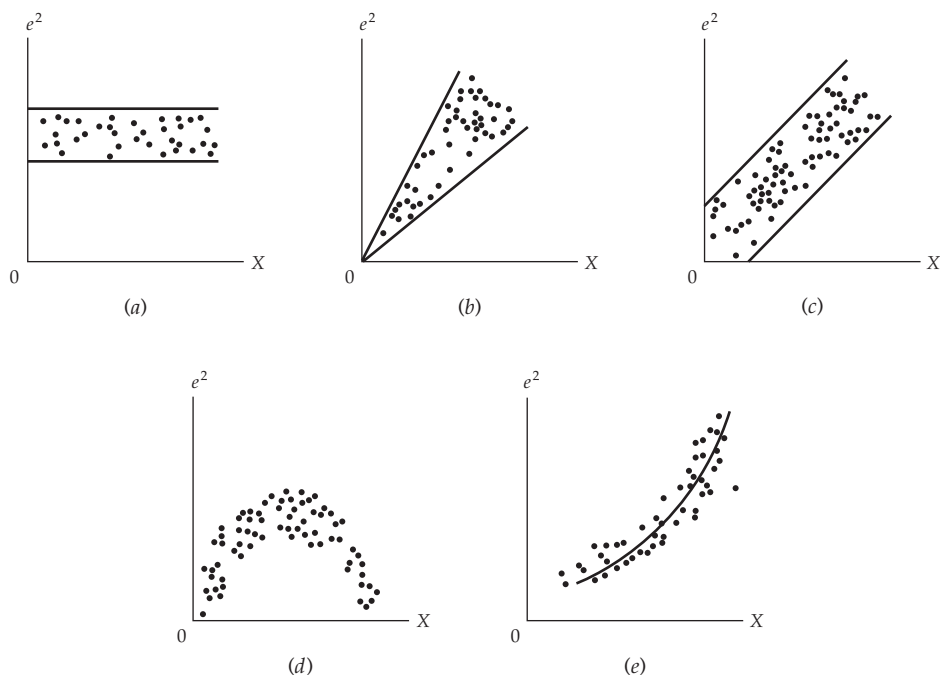 e² e² e²
0 X 0 X 0 X
(a) (b) (c)
e² e²
0 X 0 X
(d) (e)